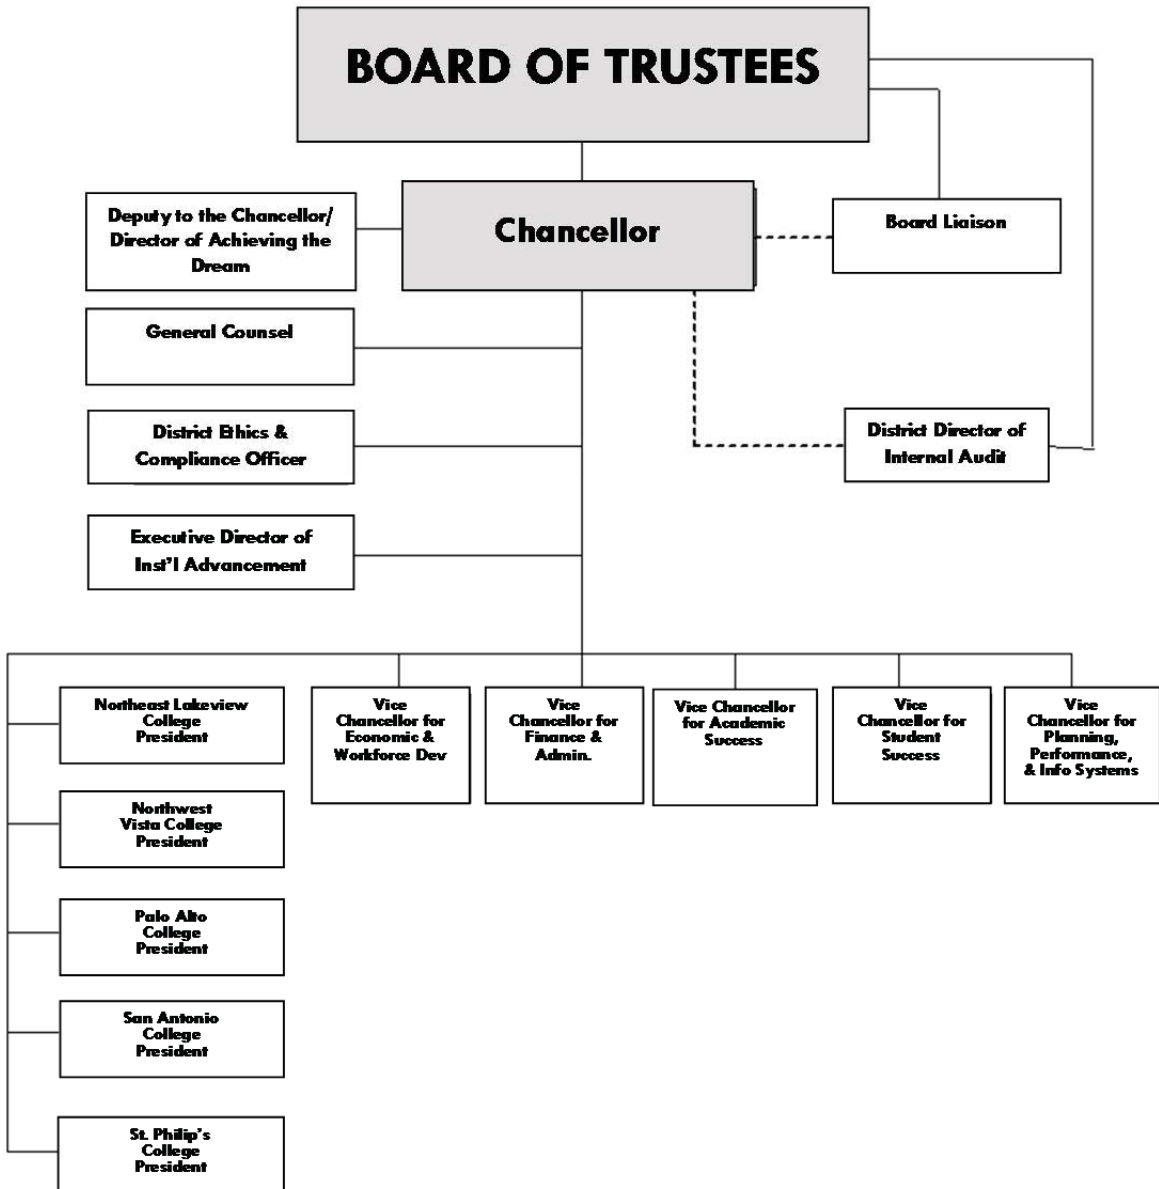 BOARD OF TRUSTEES
Chancellor
Deputy to the Chancellor/
Director of Achieving the
Dream
Board Liaison
General Counsel
District Ethics &
Compliance Officer
District Director of
Internal Audit
Executive Director of
Inst'l Advancement
Northeast Lakeview
College
President
Vice
Chancellor for
Economic &
Workforce Dev
Vice
Chancellor for
Finance &
Admin.
Vice Chancellor
for Academic
Success
Vice
Chancellor for
Student
Success
Vice
Chancellor for
Planning,
Performance,
& Info Systems
Northwest
Vista College
President
Palo Alto
College
President
San Antonio
College
President
St. Philip's
College
President